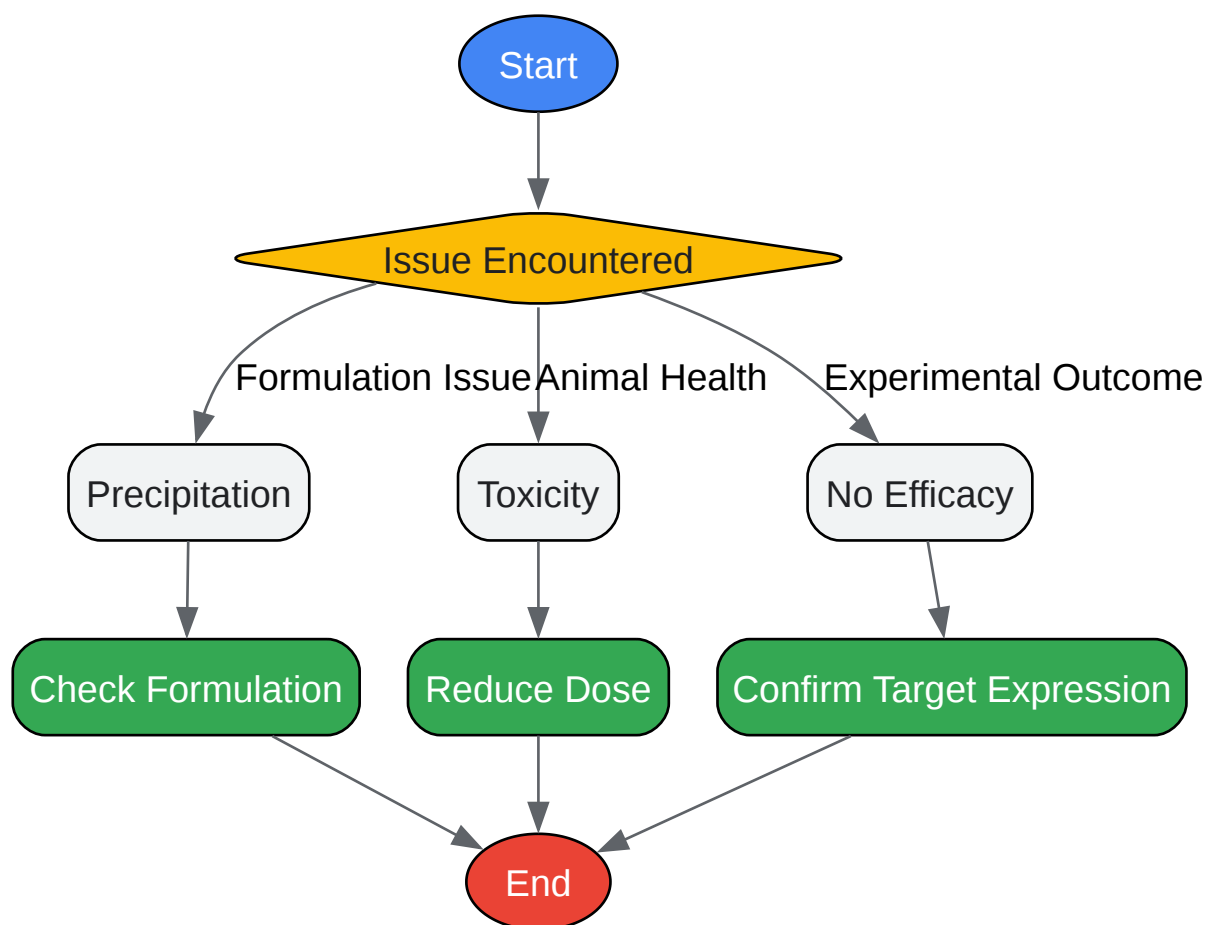 Start
Issue Encountered
Formulation Issue
Animal Health
Experimental Outcome
Precipitation
Toxicity
No Efficacy
Check Formulation
Reduce Dose
Confirm Target Expression
End